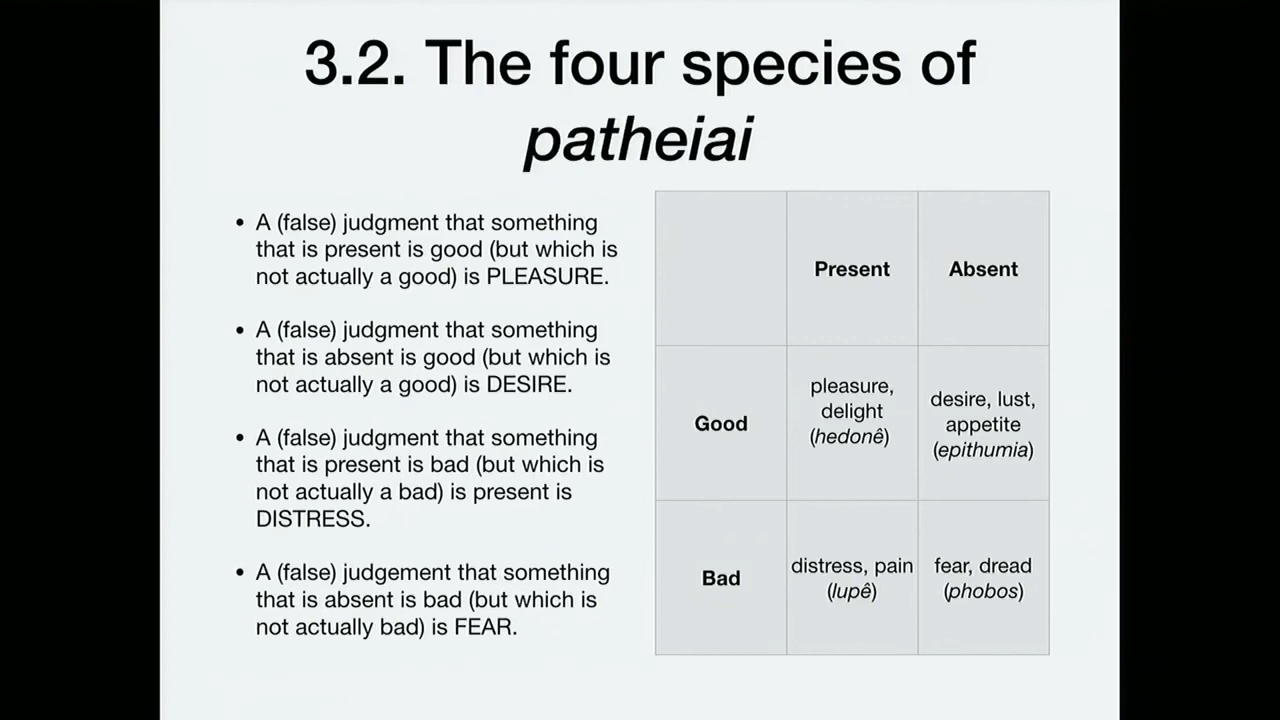 3.2. The four species of
patheiai
• A (false) judgment that something
that is present is good (but which is
not actually a good) is PLEASURE.
• A (false) judgment that something
that is absent is good (but which is
not actually a good) is DESIRE.
• A (false) judgment that something
that is present is bad (but which is
not actually a bad) is present is
DISTRESS.
• A (false) judgement that something
that is absent is bad (but which is
not actually bad) is FEAR.
Present
Absent
Good
pleasure,
delight
(hedonê)
desire, lust,
appetite
(epithumia)
Bad
distress, pain
(lupê)
fear, dread
(phobos)